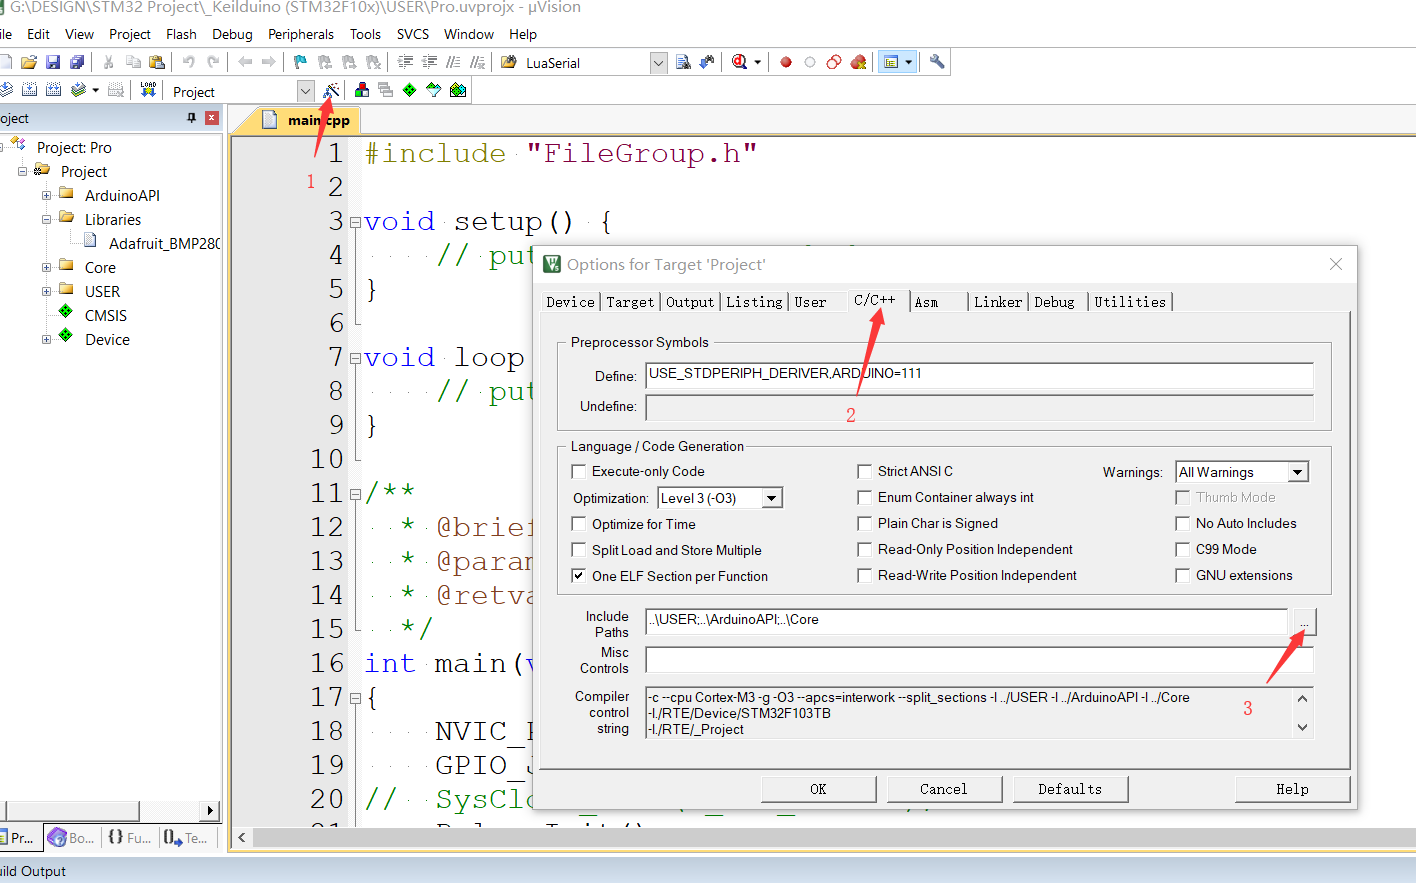 G:\DESIGN\STM32 Project\_Keilduino (STM32F10x)\USER\Pro.uvprojx - µVision
ile Edit View Project Flash Debug Peripherals Tools SVCS Window Help
LuaSerial
LOAD Project
oject
main.cpp
Project: Pro
Project
ArduinoAPI
Libraries
Adafruit_BMP280
Core
USER
CMSIS
Device
1
1 #include "FileGroup.h"
2
3 void setup() {
4 // put
5 }
6
7 void loop
8 // put
9 }
10
11 /**
12 * @brief
13 * @param
14 * @retva
15 */
16 int main(v
17 {
18 NVIC_
19 GPIO_J
20 // SysClo
Options for Target 'Project'
Device Target Output Listing User C/C++ Asm Linker Debug Utilities
Preprocessor Symbols
Define: USE_STDPERIPH_DERIVER,ARDUINO=111
Undefine:
2
Language / Code Generation
Execute-only Code Strict ANSI C Warnings: All Warnings
Optimization: Level 3 (-O3) Enum Container always int Thumb Mode
Optimize for Time Plain Char is Signed No Auto Includes
Split Load and Store Multiple Read-Only Position Independent C99 Mode
One ELF Section per Function Read-Write Position Independent GNU extensions
Include Paths ..\USER;..\ArduinoAPI;..\Core ...
Misc Controls
3
Compiler control string -c --cpu Cortex-M3 -g -O3 --apcs=interwork --split_sections -I ../USER -I ../ArduinoAPI -I ../Core
-I./RTE/Device/STM32F103TB
-I./RTE/_Project
OK Cancel Defaults Help
Pr... Bo... {} Fu... Te...
uild Output